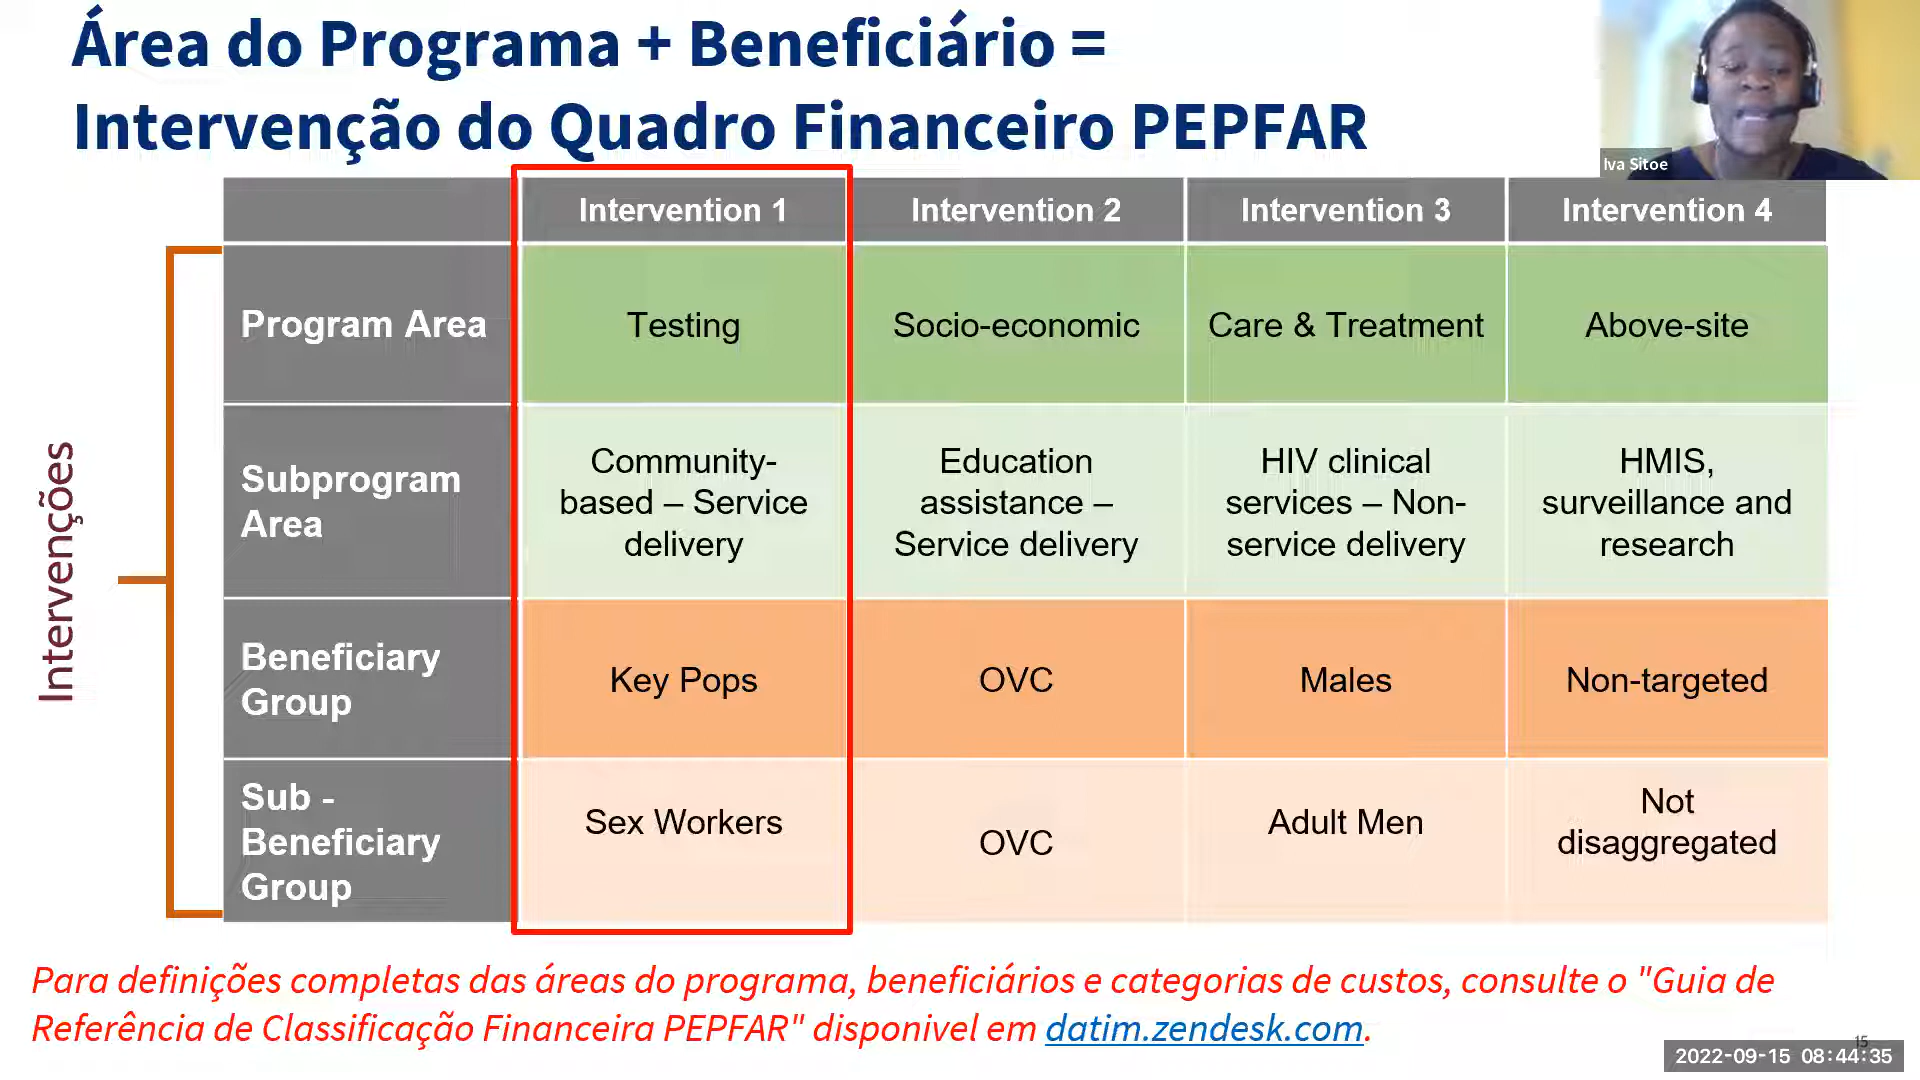 Área do Programa + Beneficiário =
Intervenção do Quadro Financeiro PEPFAR
Iva Sitoe
Intervention 1
Intervention 2
Intervention 3
Intervention 4
Intervenções
Program Area
Testing
Socio-economic
Care & Treatment
Above-site
Subprogram
Area
Community-
based – Service
delivery
Education
assistance –
Service delivery
HIV clinical
services – Non-
service delivery
HMIS,
surveillance and
research
Beneficiary
Group
Key Pops
OVC
Males
Non-targeted
Sub -
Beneficiary
Group
Sex Workers
OVC
Adult Men
Not
disaggregated
Para definições completas das áreas do programa, beneficiários e categorias de custos, consulte o "Guia de
Referência de Classificação Financeira PEPFAR" disponivel em datim.zendesk.com.
15
2022-09-15 08:44:35